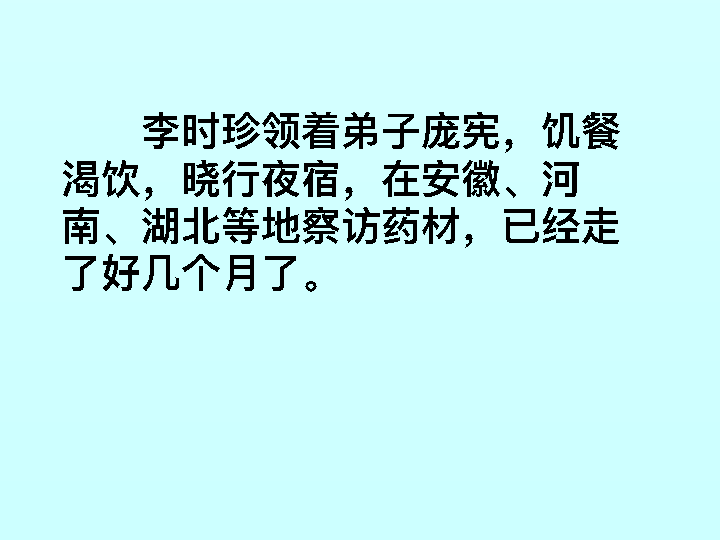 李时珍领着弟子庞宪，饥餐
渴饮，晓行夜宿，在安徽、河
南、湖北等地察访药材，已经走
了好几个月了。